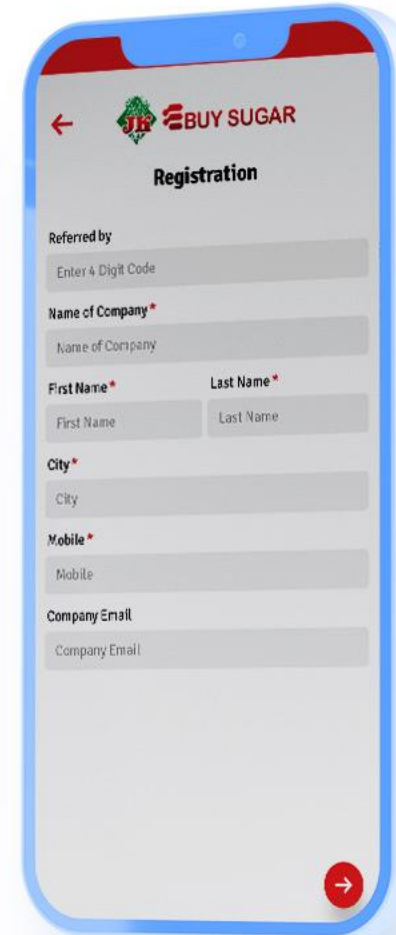 JK EBUY SUGAR
Registration
Referred by
Enter 4 Digit Code
Name of Company *
Name of Company
First Name * Last Name *
First Name Last Name
City *
City
Mobile *
Mobile
Company Email
Company Email